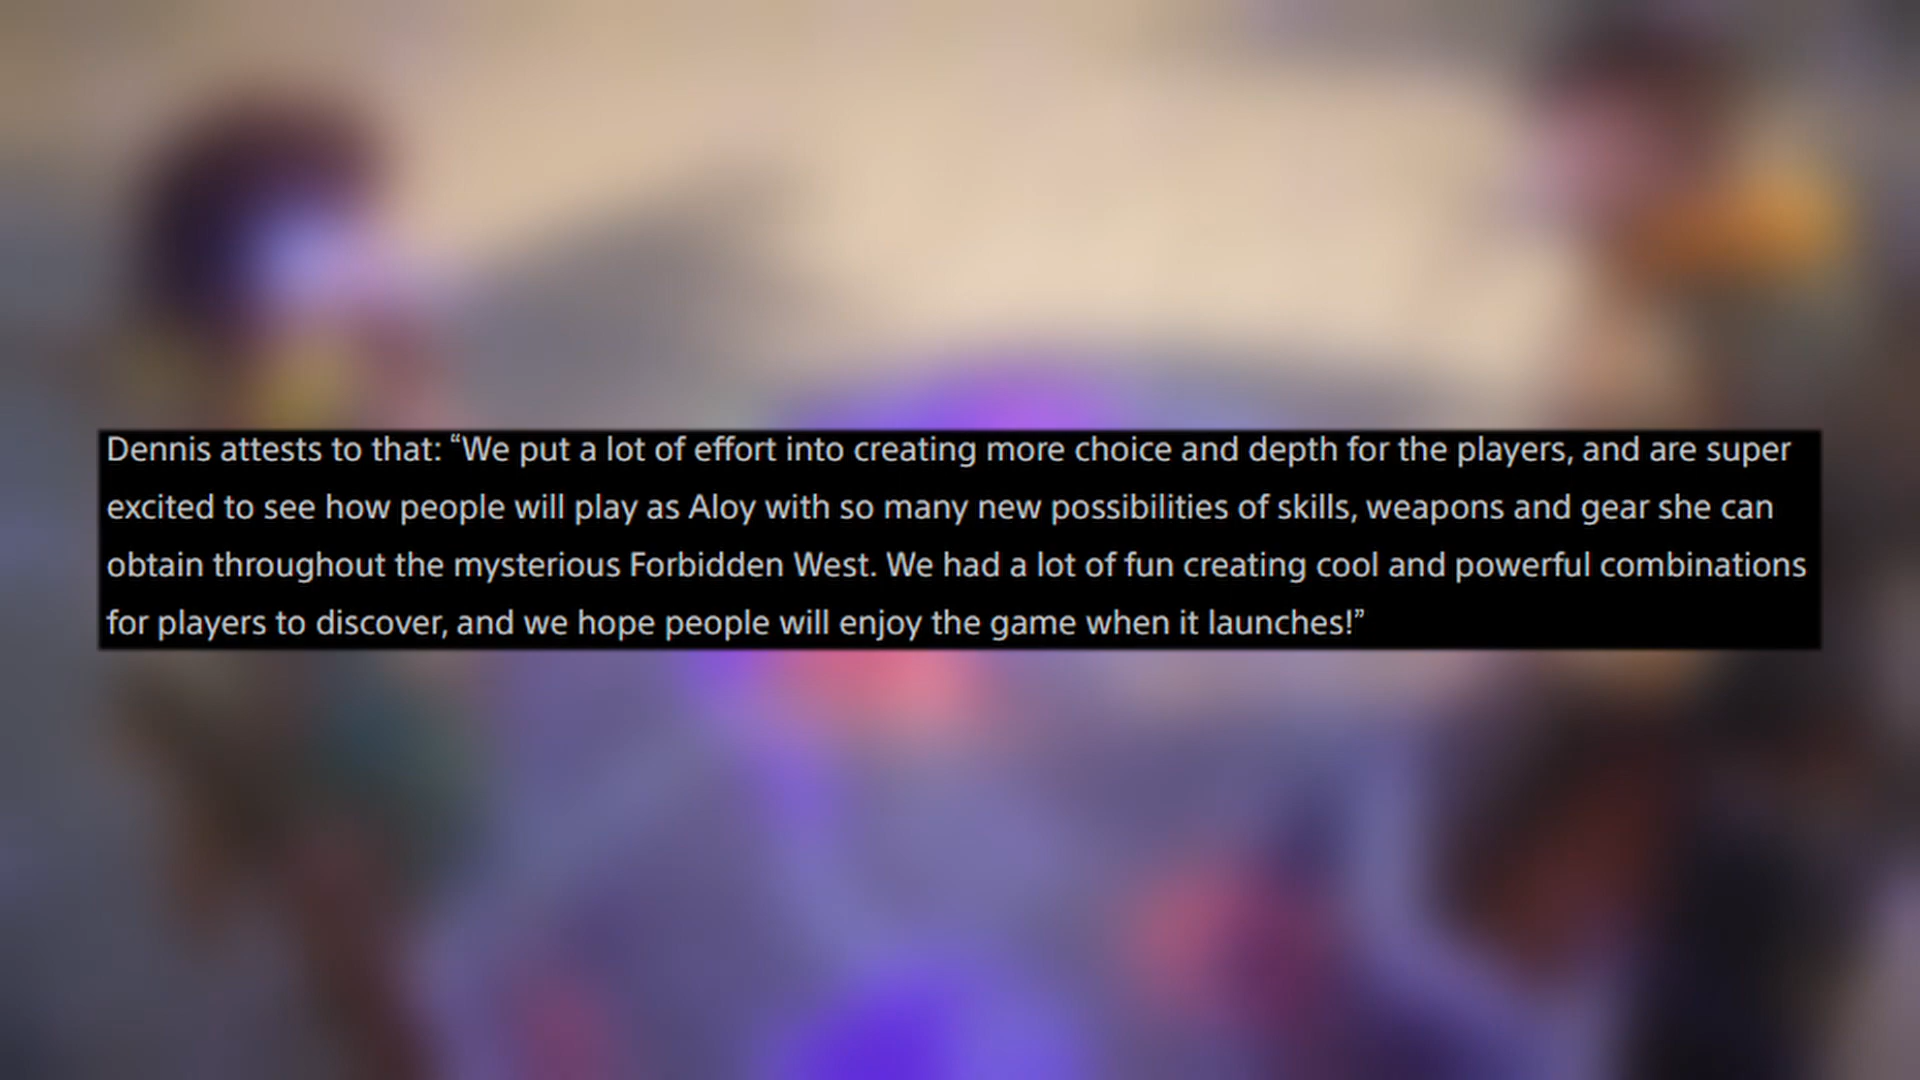 Dennis attests to that: “We put a lot of effort into creating more choice and depth for the players, and are super
excited to see how people will play as Aloy with so many new possibilities of skills, weapons and gear she can
obtain throughout the mysterious Forbidden West. We had a lot of fun creating cool and powerful combinations
for players to discover, and we hope people will enjoy the game when it launches!”